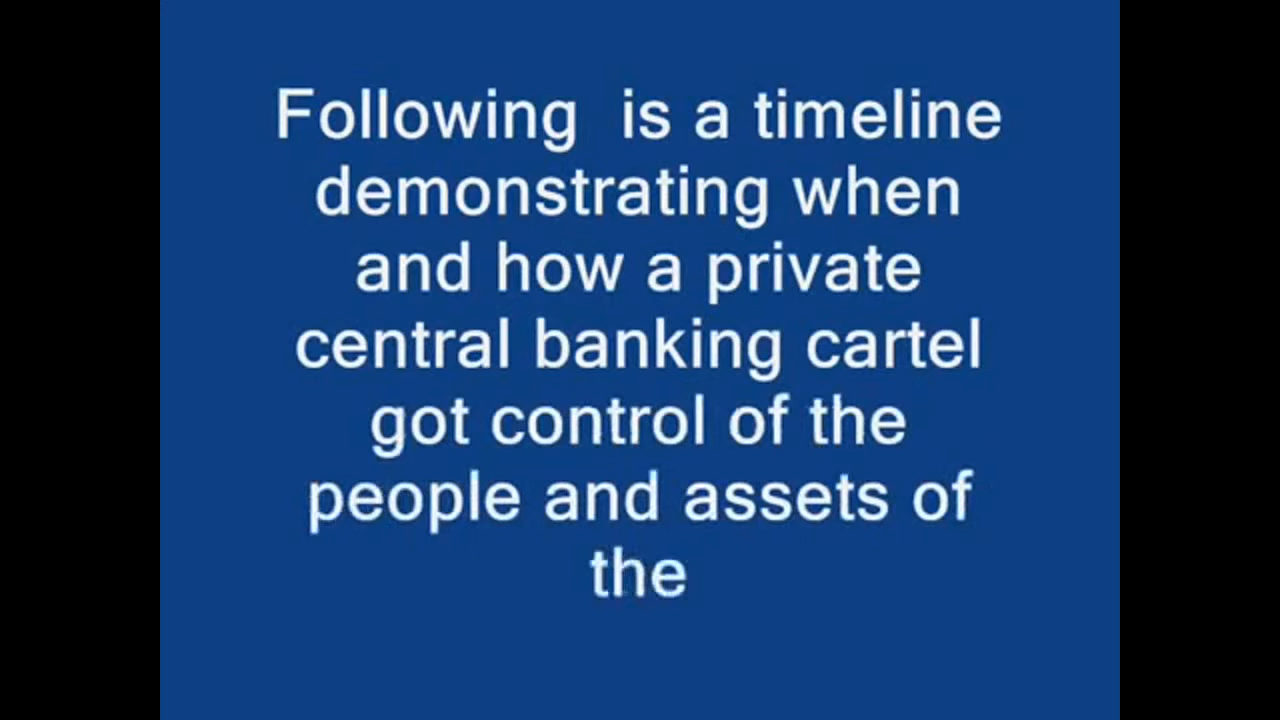 Following  is a timeline
demonstrating when
and how a private
central banking cartel
got control of the
people and assets of
the